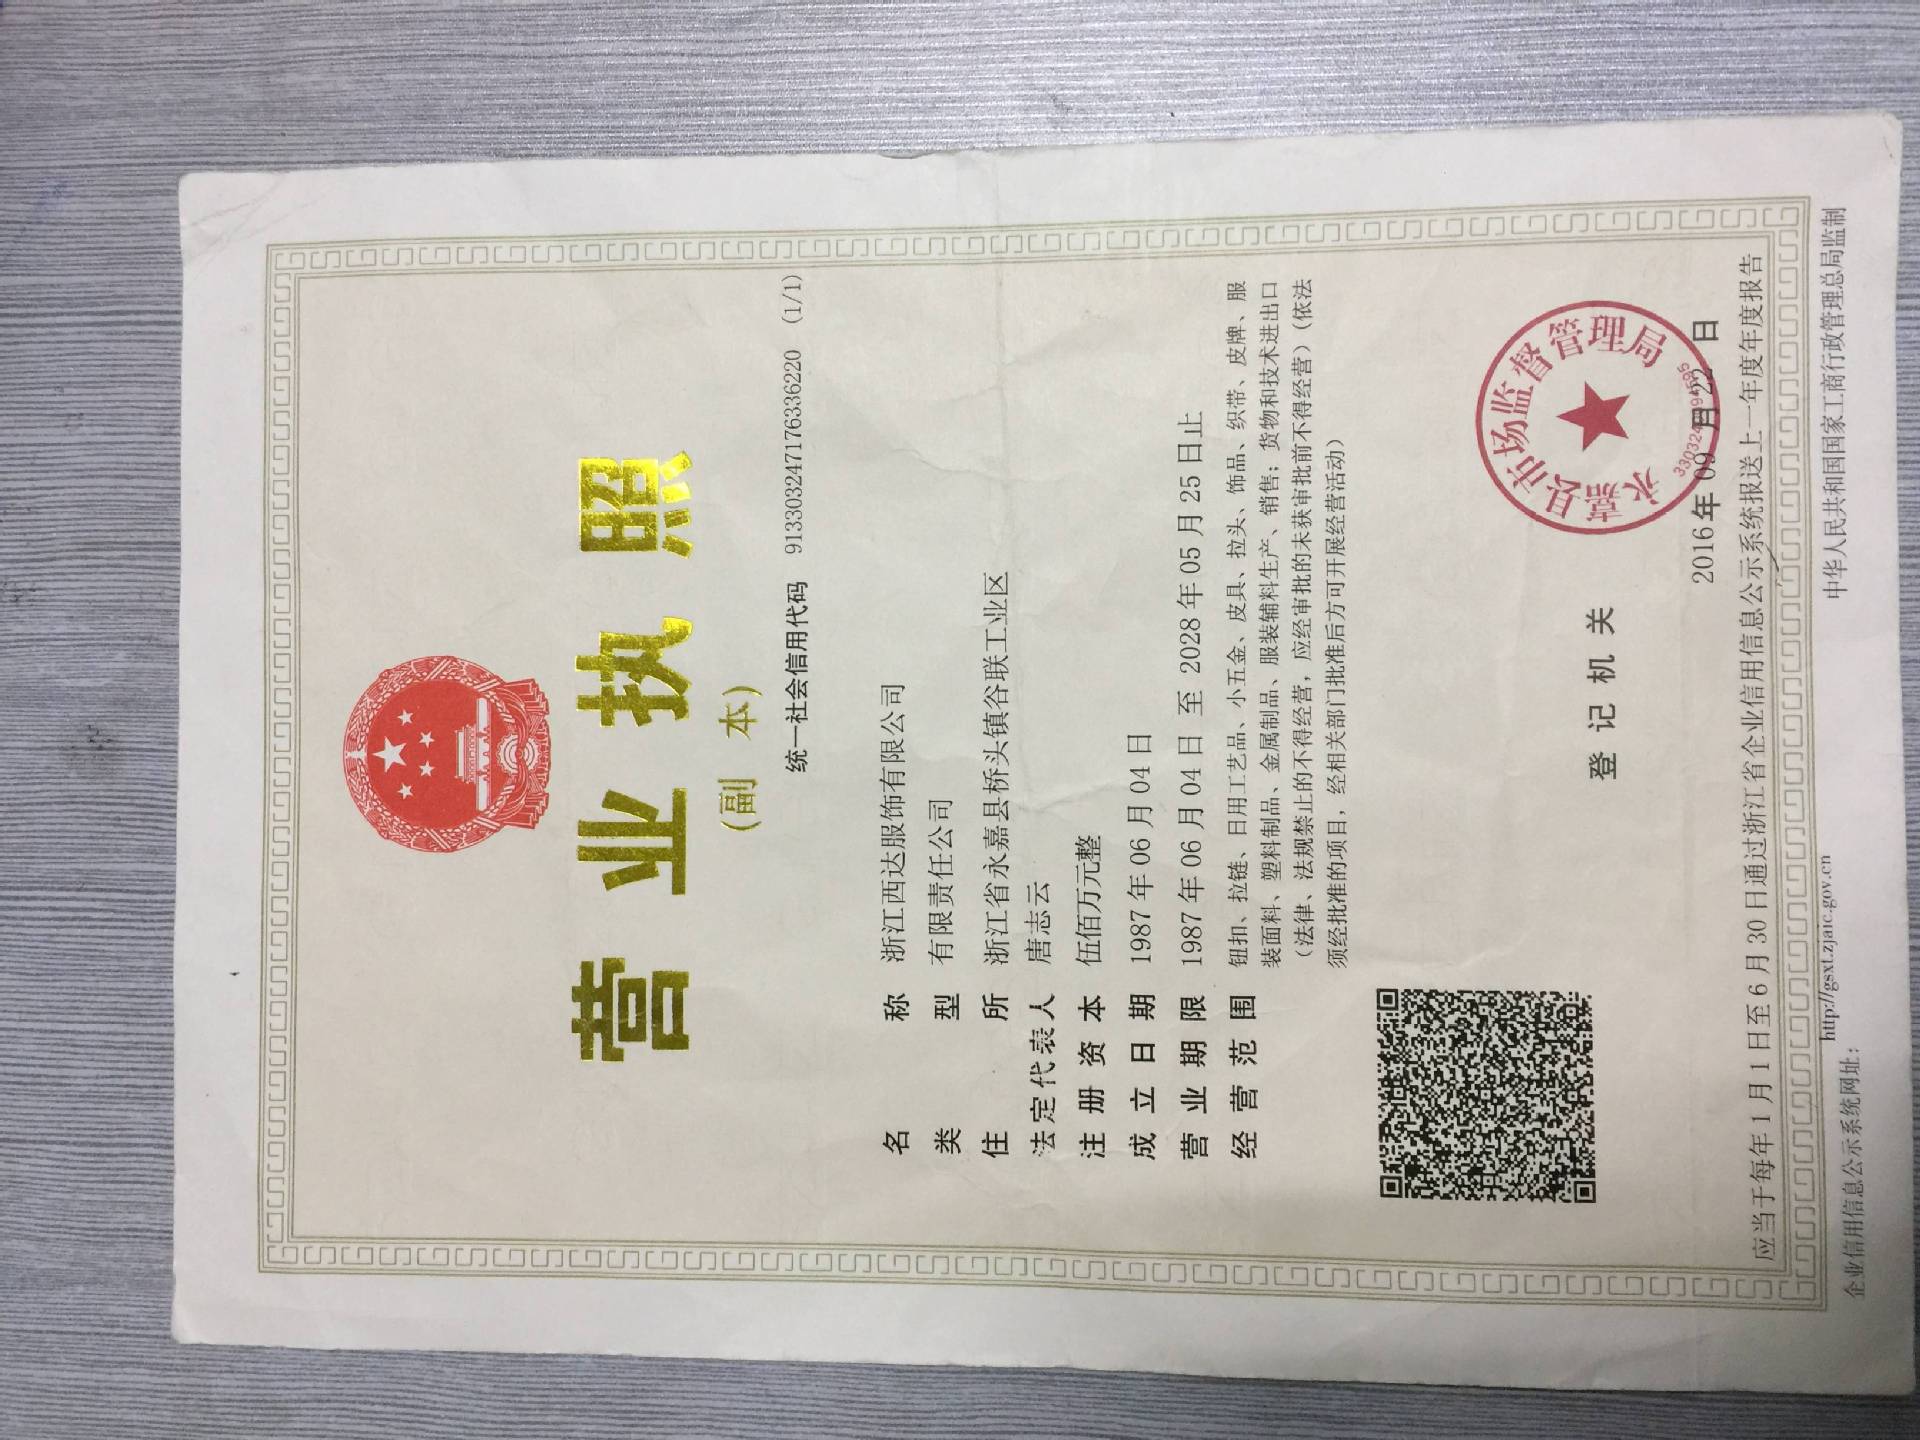 营业执照
(副 本)
统一社会信用代码 91330324717633622O (1/1)
名称 浙江西达服饰有限公司
类型 有限责任公司
住所 浙江省永嘉县桥头镇谷联工业区
法定代表人 唐志云
注册资本 伍佰万元整
成立日期 1987年06月04日
营业期限 1987年06月04日至2028年05月25日止
经营范围 钮扣、拉链、日用工艺品、小五金、皮具、拉头、饰品、织带、皮牌、服
装面料、塑料制品、金属制品、服装辅料生产、销售；货物和技术进出口
（法律、法规禁止的不得经营，应经审批的未获审批前不得经营）（依法
须经批准的项目，经相关部门批准后方可开展经营活动）
登记机关
永嘉县市场监督管理局
2016年09月22日
应当于每年1月1日至6月30日通过浙江省企业信用信息公示系统报送上一年度年度报告
企业信用信息公示系统网址： http://gsxt.zjaic.gov.cn
中华人民共和国国家工商行政管理总局监制